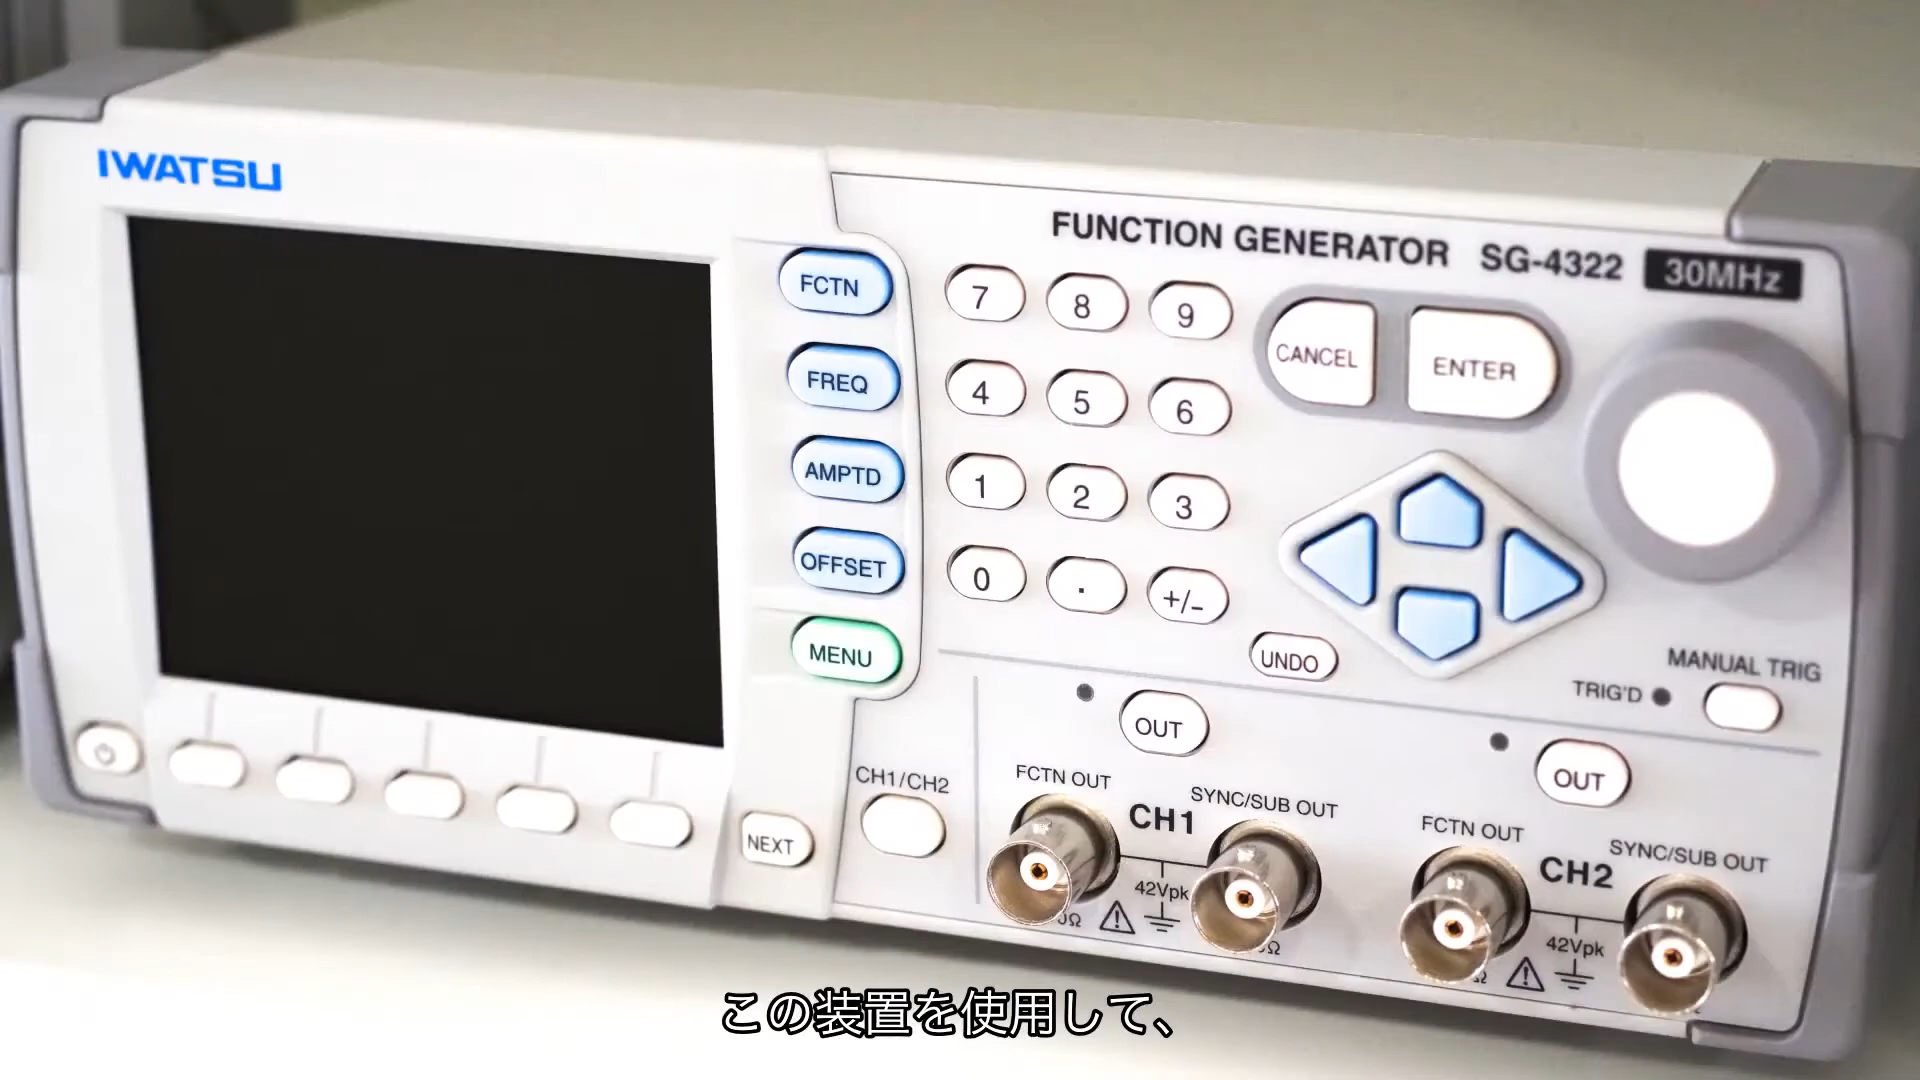 IWATSU
FUNCTION GENERATOR SG-4322 30MHz
FCTN
FREQ
AMPTD
OFFSET
MENU
7 8 9
4 5 6
1 2 3
0 . +/-
CANCEL
ENTER
UNDO
MANUAL TRIG
TRIG'D
OUT
OUT
CH1/CH2
NEXT
FCTN OUT
CH1
SYNC/SUB OUT
42Vpk
FCTN OUT
CH2
SYNC/SUB OUT
42Vpk
この装置を使用して、